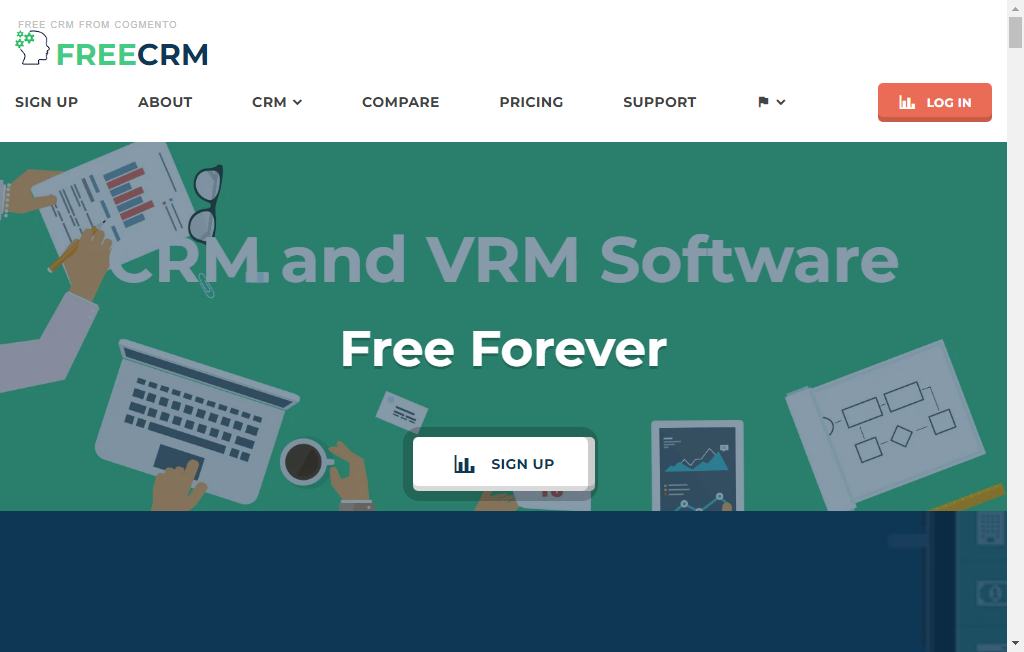 FREE CRM FROM COGMENTO
FREECRM
SIGN UP ABOUT CRM COMPARE PRICING SUPPORT LOG IN
CRM and VRM Software
Free Forever
SIGN UP